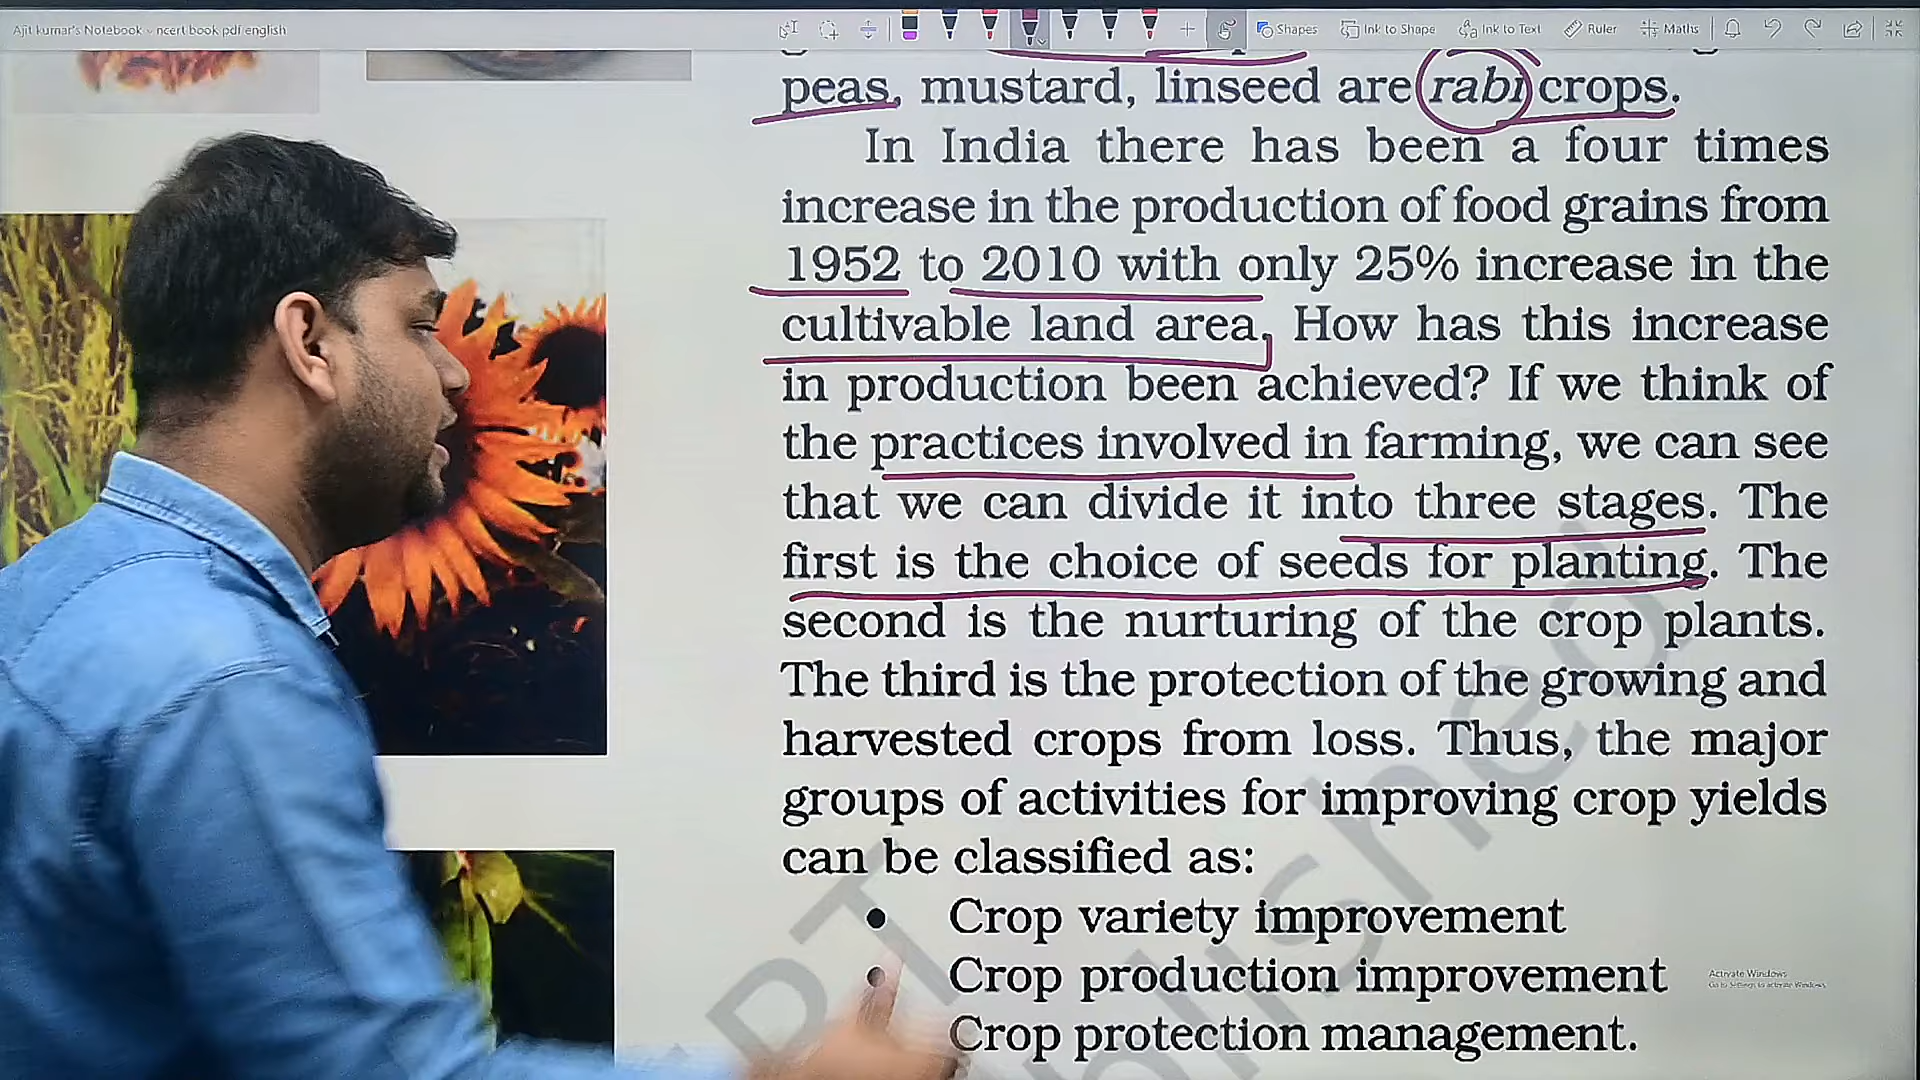 Ajit kumar's Notebook - ncert book pdf english
Shapes
Ink to Shape
Ink to Text
Ruler
Maths
peas, mustard, linseed are rabi crops.
In India there has been a four times
increase in the production of food grains from
1952 to 2010 with only 25% increase in the
cultivable land area. How has this increase
in production been achieved? If we think of
the practices involved in farming, we can see
that we can divide it into three stages. The
first is the choice of seeds for planting. The
second is the nurturing of the crop plants.
The third is the protection of the growing and
harvested crops from loss. Thus, the major
groups of activities for improving crop yields
can be classified as:
• Crop variety improvement
• Crop production improvement
Crop protection management.
Activate Windows
Go to Settings to activate Windows.